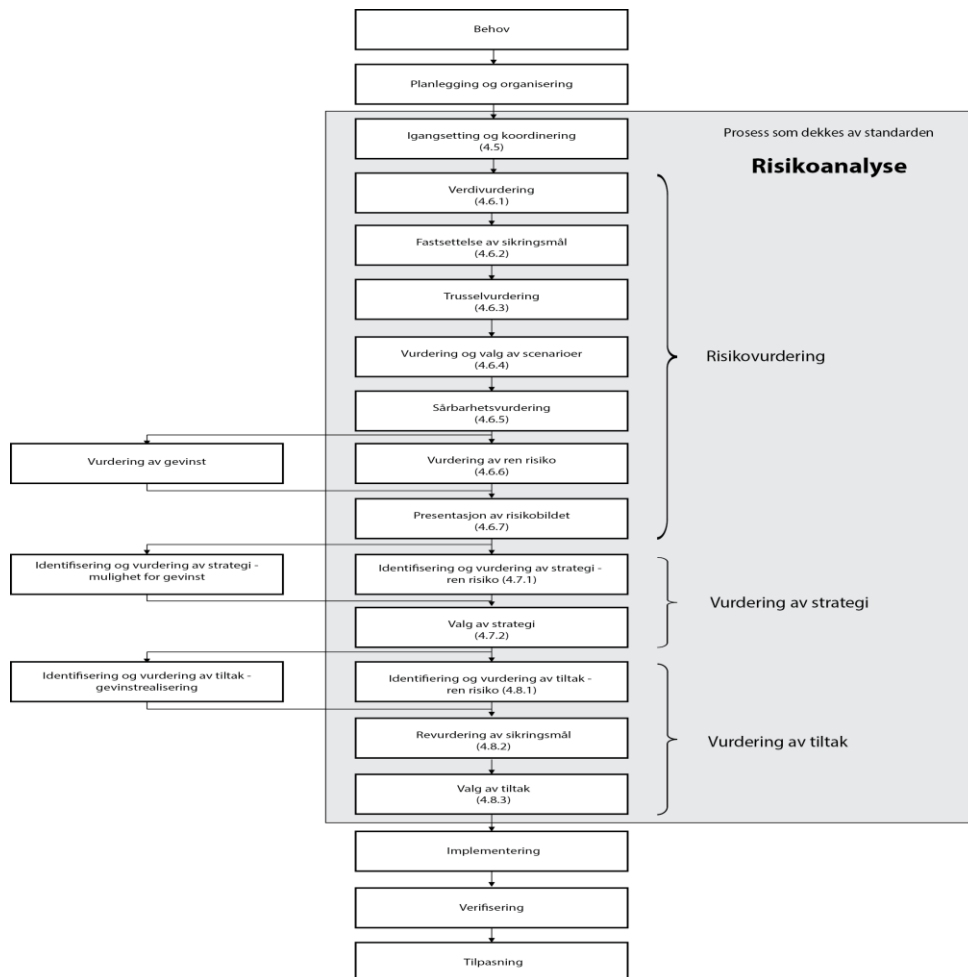 Behov
Planlegging og organisering
Igangsetting og koordinering
(4.5)
Prosess som dekkes av standarden
Risikoanalyse
Verdivurdering
(4.6.1)
Fastsettelse av sikringsmål
(4.6.2)
Trusselvurdering
(4.6.3)
Vurdering og valg av scenarioer
(4.6.4)
Risikovurdering
Sårbarhetsvurdering
(4.6.5)
Vurdering av gevinst
Vurdering av ren risiko
(4.6.6)
Presentasjon av risikobildet
(4.6.7)
Identifisering og vurdering av strategi -
mulighet for gevinst
Identifisering og vurdering av strategi -
ren risiko (4.7.1)
Vurdering av strategi
Valg av strategi
(4.7.2)
Identifisering og vurdering av tiltak -
gevinstrealisering
Identifiering og vurdering av tiltak -
ren risiko (4.8.1)
Revurdering av sikringsmål
(4.8.2)
Vurdering av tiltak
Valg av tiltak
(4.8.3)
Implementering
Verifisering
Tilpasning